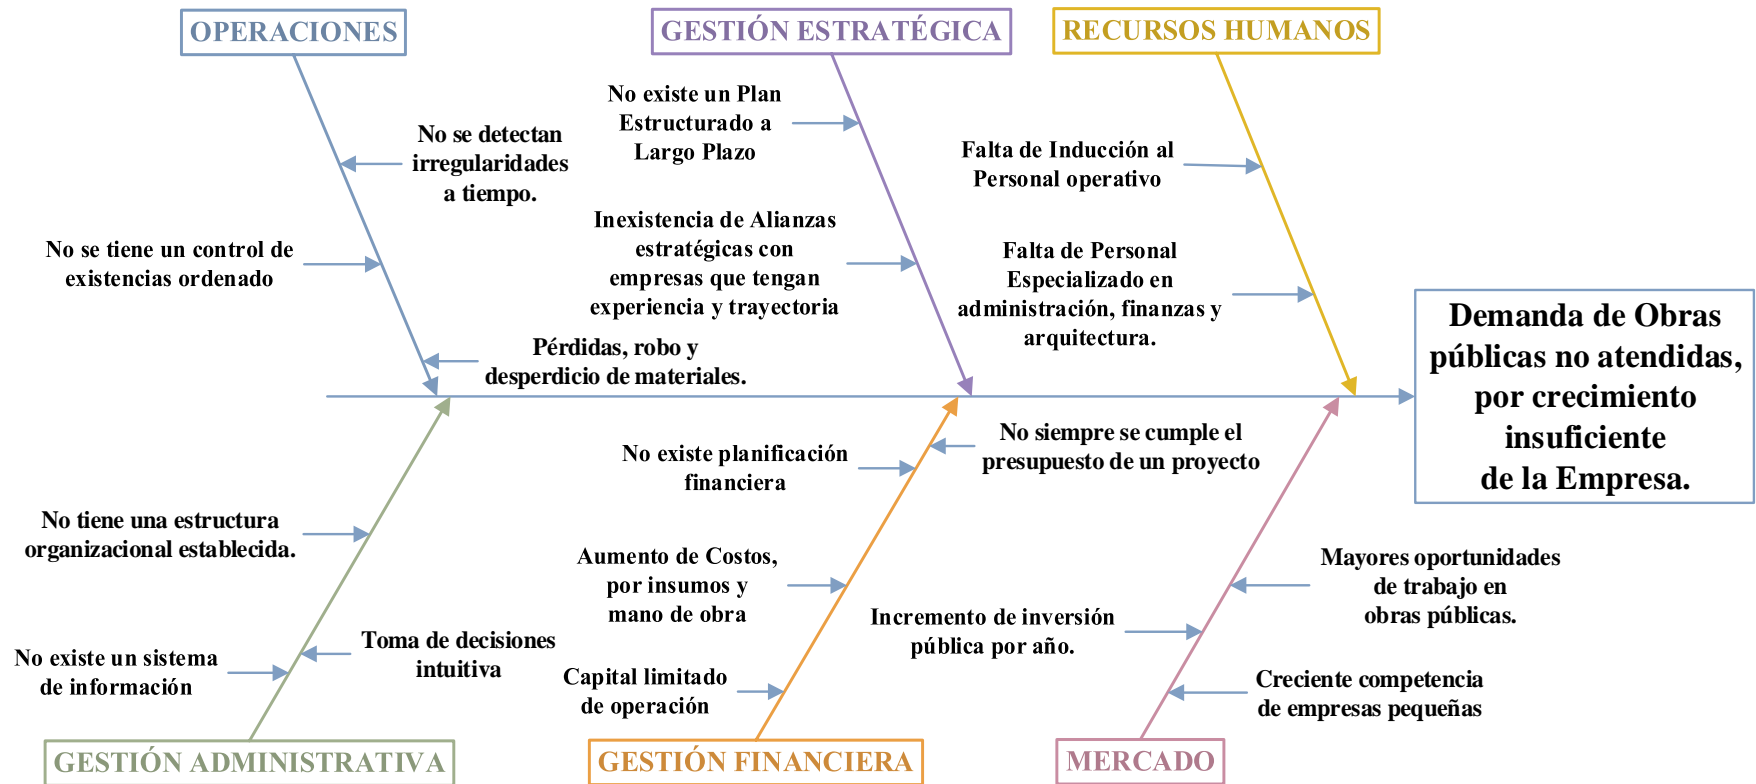 OPERACIONES
GESTIÓN ESTRATÉGICA
RECURSOS HUMANOS
No se detectan
irregularidades
a tiempo.
No se tiene un control de
existencias ordenado
Pérdidas, robo y
desperdicio de materiales.
No existe un Plan
Estructurado a
Largo Plazo
Inexistencia de Alianzas
estratégicas con
empresas que tengan
experiencia y trayectoria
Falta de Inducción al
Personal operativo
Falta de Personal
Especializado en
administración, finanzas y
arquitectura.
Demanda de Obras
públicas no atendidas,
por crecimiento
insuficiente
de la Empresa.
No tiene una estructura
organizacional establecida.
Toma de decisiones
intuitiva
No existe un sistema
de información
No siempre se cumple el
presupuesto de un proyecto
No existe planificación
financiera
Aumento de Costos,
por insumos y
mano de obra
Capital limitado
de operación
Mayores oportunidades
de trabajo en
obras públicas.
Incremento de inversión
pública por año.
Creciente competencia
de empresas pequeñas
GESTIÓN ADMINISTRATIVA
GESTIÓN FINANCIERA
MERCADO